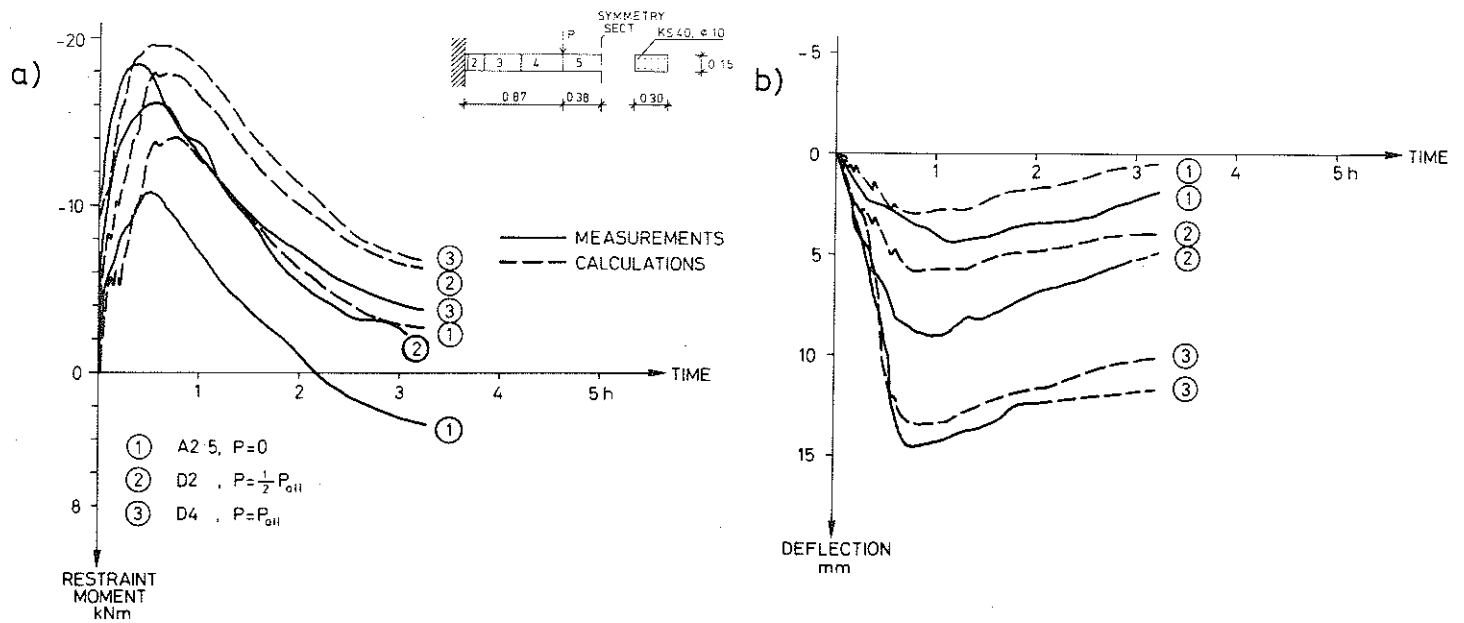 a)
-20
-10
0
8
1
2
3
4
5 h
TIME
RESTRAINT
MOMENT
kNm
SYMMETRY
SECT
P
KS 40, ø 10
2
3
4
5
0.15
0.87
0.38
0.30
MEASUREMENTS
CALCULATIONS
3
2
3
1
2
1
1 A2·5, P=0
2 D2 , P=½ Pall
3 D4 , P=Pall
b)
-5
0
5
10
15
1
2
3
4
5 h
TIME
1
1
2
2
3
3
DEFLECTION
mm